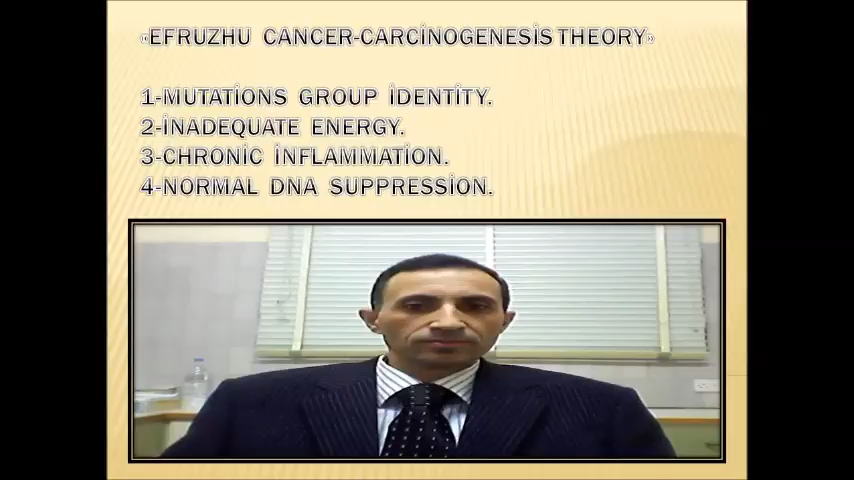 «EFRUZHU CANCER-CARCİNOGENESİS THEORY»
1-MUTATİONS GROUP İDENTİTY.
2-İNADEQUATE ENERGY.
3-CHRONİC İNFLAMMATİON.
4-NORMAL DNA SUPPRESSİON.